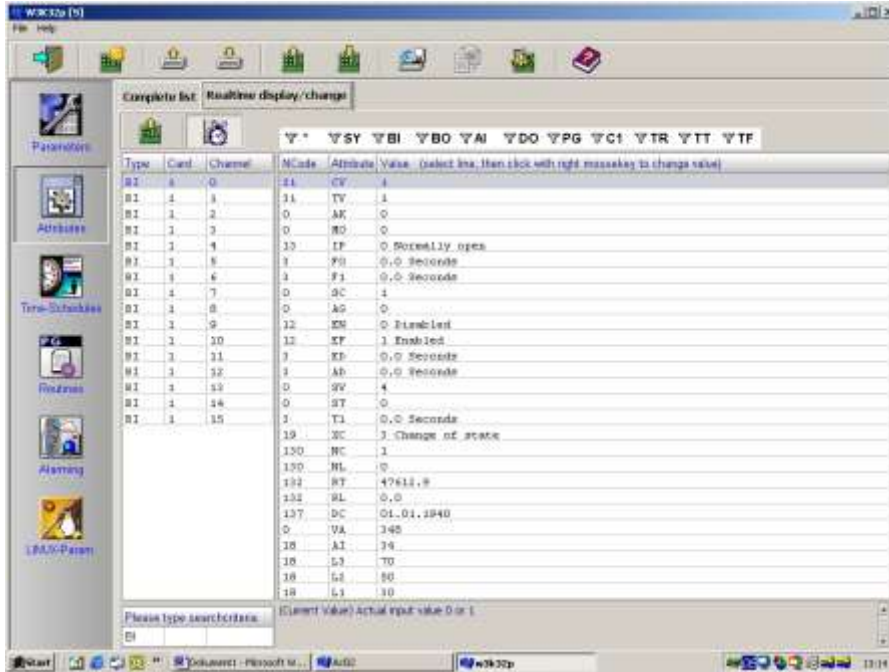 W3K32p [9]
File Help
Complete list Realtime display/change
* SY BI BO AI DO PG C1 TR TT TF
Parameters
Attributes
Time-Schedules
PG
Routines
Alarming
LINUX-Param
Type Card Channel
BI 1 0
BI 1 1
BI 1 2
BI 1 3
BI 1 4
BI 1 5
BI 1 6
BI 1 7
BI 1 8
BI 1 9
BI 1 10
BI 1 11
BI 1 12
BI 1 13
BI 1 14
BI 1 15
NCode Attribute Value (select line, then click with right mousekey to change value)
CV 1
TV 1
0 AK 0
0 MO 0
13 IP 0 Normally open
3 F0 0.0 Seconds
3 F1 0.0 Seconds
0 SC 1
0 AG 0
12 EN 0 Disabled
12 EF 1 Enabled
3 KD 0.0 Seconds
3 AD 0.0 Seconds
0 SV 4
0 ST 0
3 T1 0.0 Seconds
19 XC 3 Change of state
130 NC 1
130 NL 0
132 RT 47612.9
132 RL 0.0
137 DC 01.01.1940
0 VA 348
18 AI 34
18 L3 70
18 L2 50
18 L1 30
Please type searchcriteria
BI
(Current Value) Actual input value 0 or 1
Start
Dokument1 - Microsoft W...
w3k32p